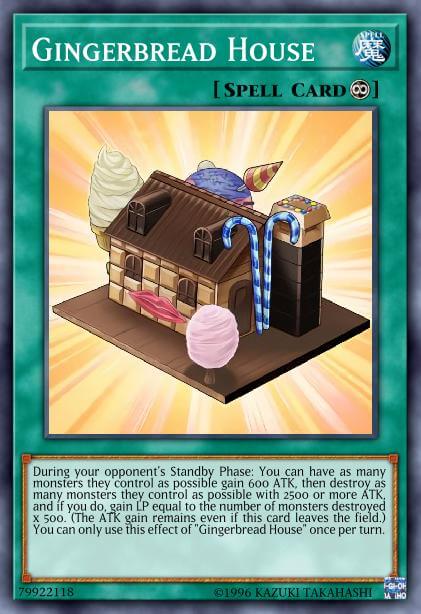 GINGERBREAD HOUSE
SPELL
魔
[SPELL CARD]
During your opponent's Standby Phase: You can have as many
monsters they control as possible gain 600 ATK, then destroy as
many monsters they control as possible with 2500 or more ATK,
and if you do, gain LP equal to the number of monsters destroyed
x 500. (The ATK gain remains even if this card leaves the field.)
You can only use this effect of "Gingerbread House" once per turn.
79922118
©1996 KAZUKI TAKAHASHI